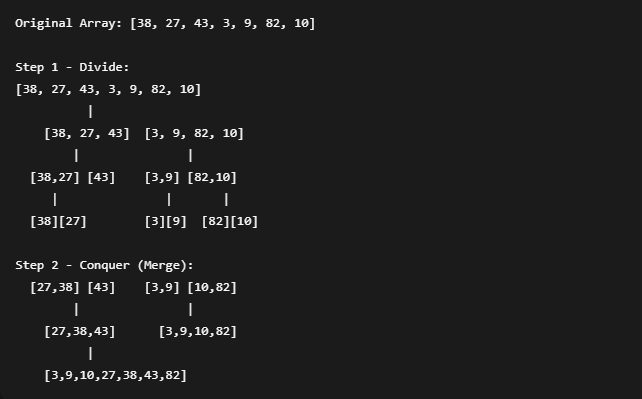 Original Array: [38, 27, 43, 3, 9, 82, 10]
Step 1 - Divide:
[38, 27, 43, 3, 9, 82, 10]
|
[38, 27, 43]  [3, 9, 82, 10]
|               |
[38,27] [43]    [3,9] [82,10]
|               |       |
[38][27]        [3][9]  [82][10]
Step 2 - Conquer (Merge):
[27,38] [43]    [3,9] [10,82]
|               |
[27,38,43]      [3,9,10,82]
|
[3,9,10,27,38,43,82]